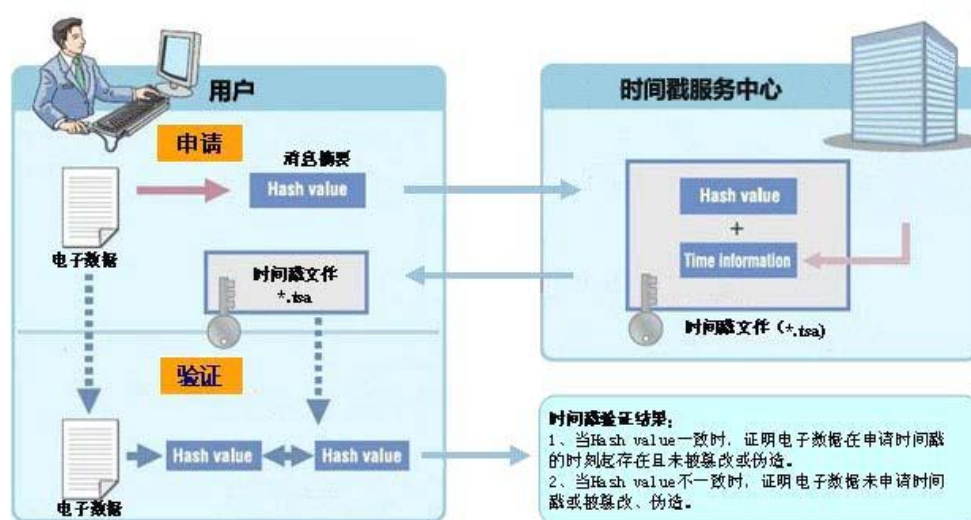 用户
时间戳服务中心
申请
消息摘要
Hash value
Hash value
+
Time information
电子数据
时间戳文件
*.tsa
时间戳文件（*.tsa）
验证
Hash value
Hash value
电子数据
时间戳验证结果：
1、当Hash value一致时，证明电子数据在申请时间戳
的时刻起存在且未被篡改或伪造。
2、当Hash value不一致时，证明电子数据未申请时间
戳或被篡改、伪造。